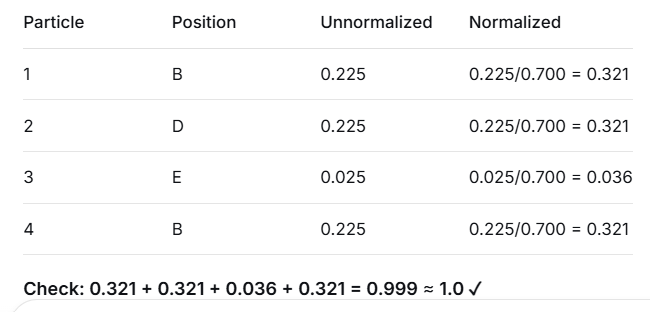 Particle Position Unnormalized Normalized
1 B 0.225 0.225/0.700 = 0.321
2 D 0.225 0.225/0.700 = 0.321
3 E 0.025 0.025/0.700 = 0.036
4 B 0.225 0.225/0.700 = 0.321
Check: 0.321 + 0.321 + 0.036 + 0.321 = 0.999 ≈ 1.0 ✓